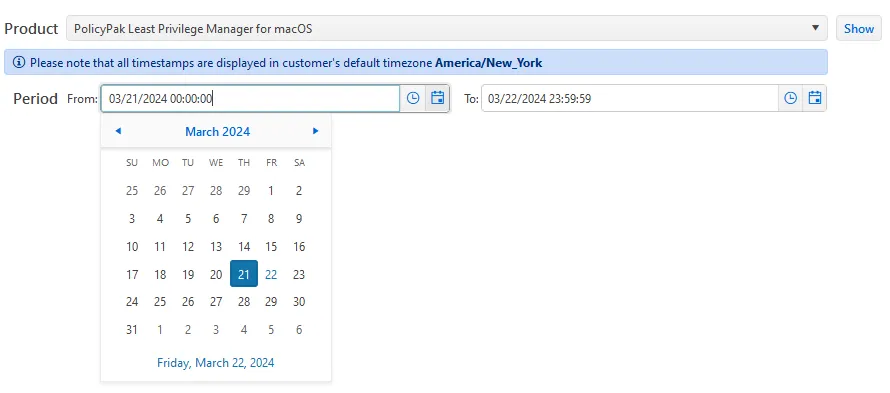 Product PolicyPak Least Privilege Manager for macOS Show
Please note that all timestamps are displayed in customer's default timezone America/New_York
Period From: 03/21/2024 00:00:00 To: 03/22/2024 23:59:59
March 2024
SU MO TU WE TH FR SA
25 26 27 28 29 1 2
3 4 5 6 7 8 9
10 11 12 13 14 15 16
17 18 19 20 21 22 23
24 25 26 27 28 29 30
31 1 2 3 4 5 6
Friday, March 22, 2024